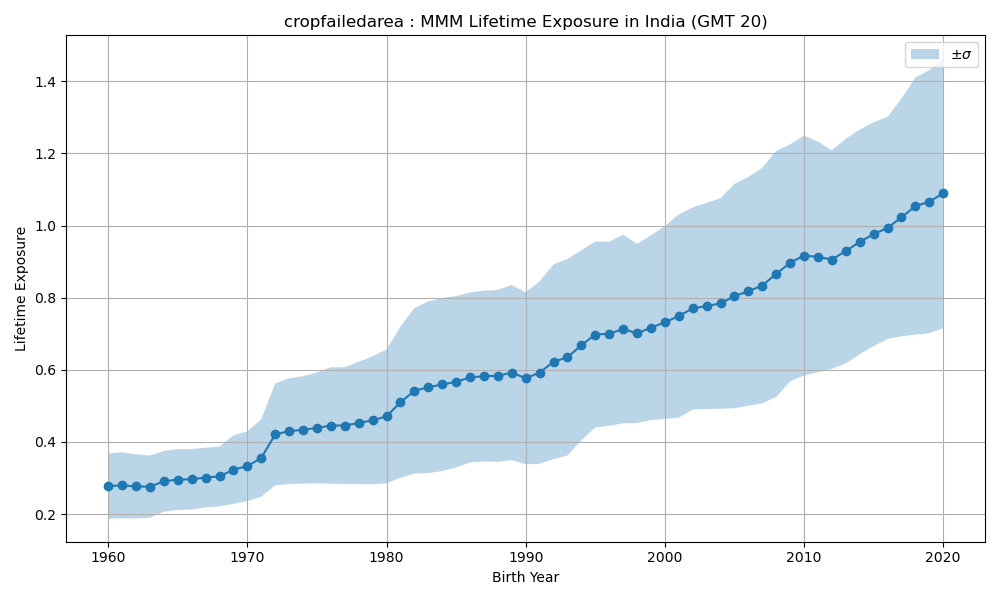 cropfailedarea : MMM Lifetime Exposure in India (GMT 20)
±σ
Lifetime Exposure
1.4
1.2
1.0
0.8
0.6
0.4
0.2
1960 1970 1980 1990 2000 2010 2020
Birth Year